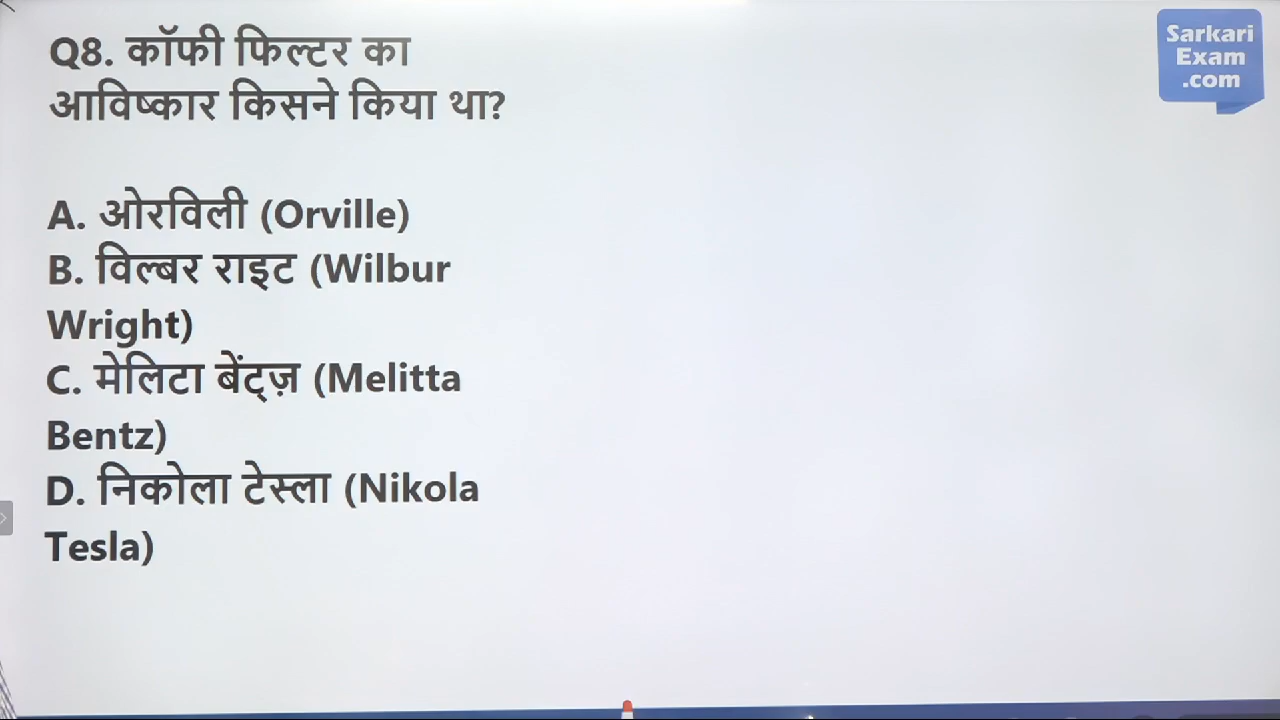 Q8. कॉफी फिल्टर का
आविष्कार किसने किया था?
A. ओरविली (Orville)
B. विल्बर राइट (Wilbur
Wright)
C. मेलिटा बेंट्ज़ (Melitta
Bentz)
D. निकोला टेस्ला (Nikola
Tesla)
Sarkari
Exam
.com